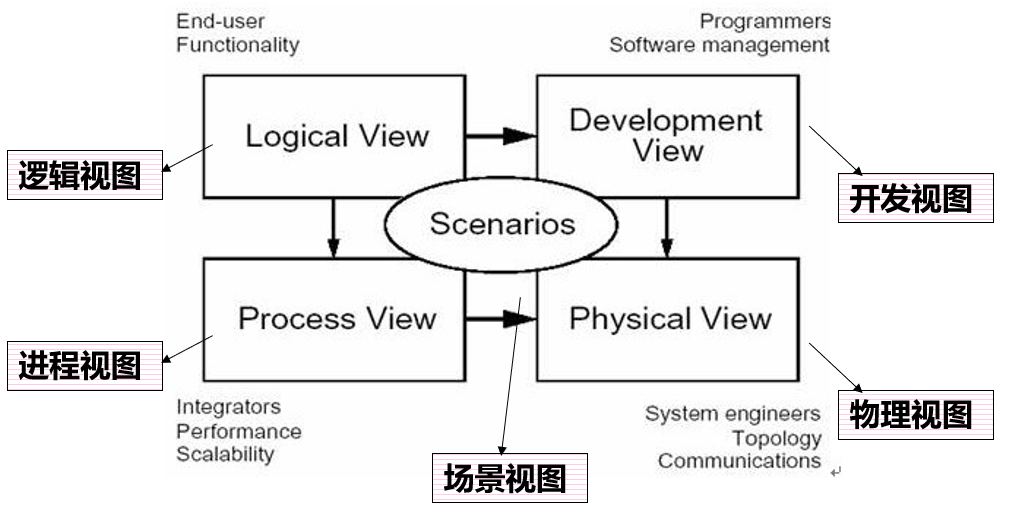 End-user
Functionality
Programmers
Software management
Logical View
Development
View
逻辑视图
开发视图
Scenarios
Process View
Physical View
进程视图
物理视图
Integrators
Performance
Scalability
System engineers
Topology
Communications
场景视图